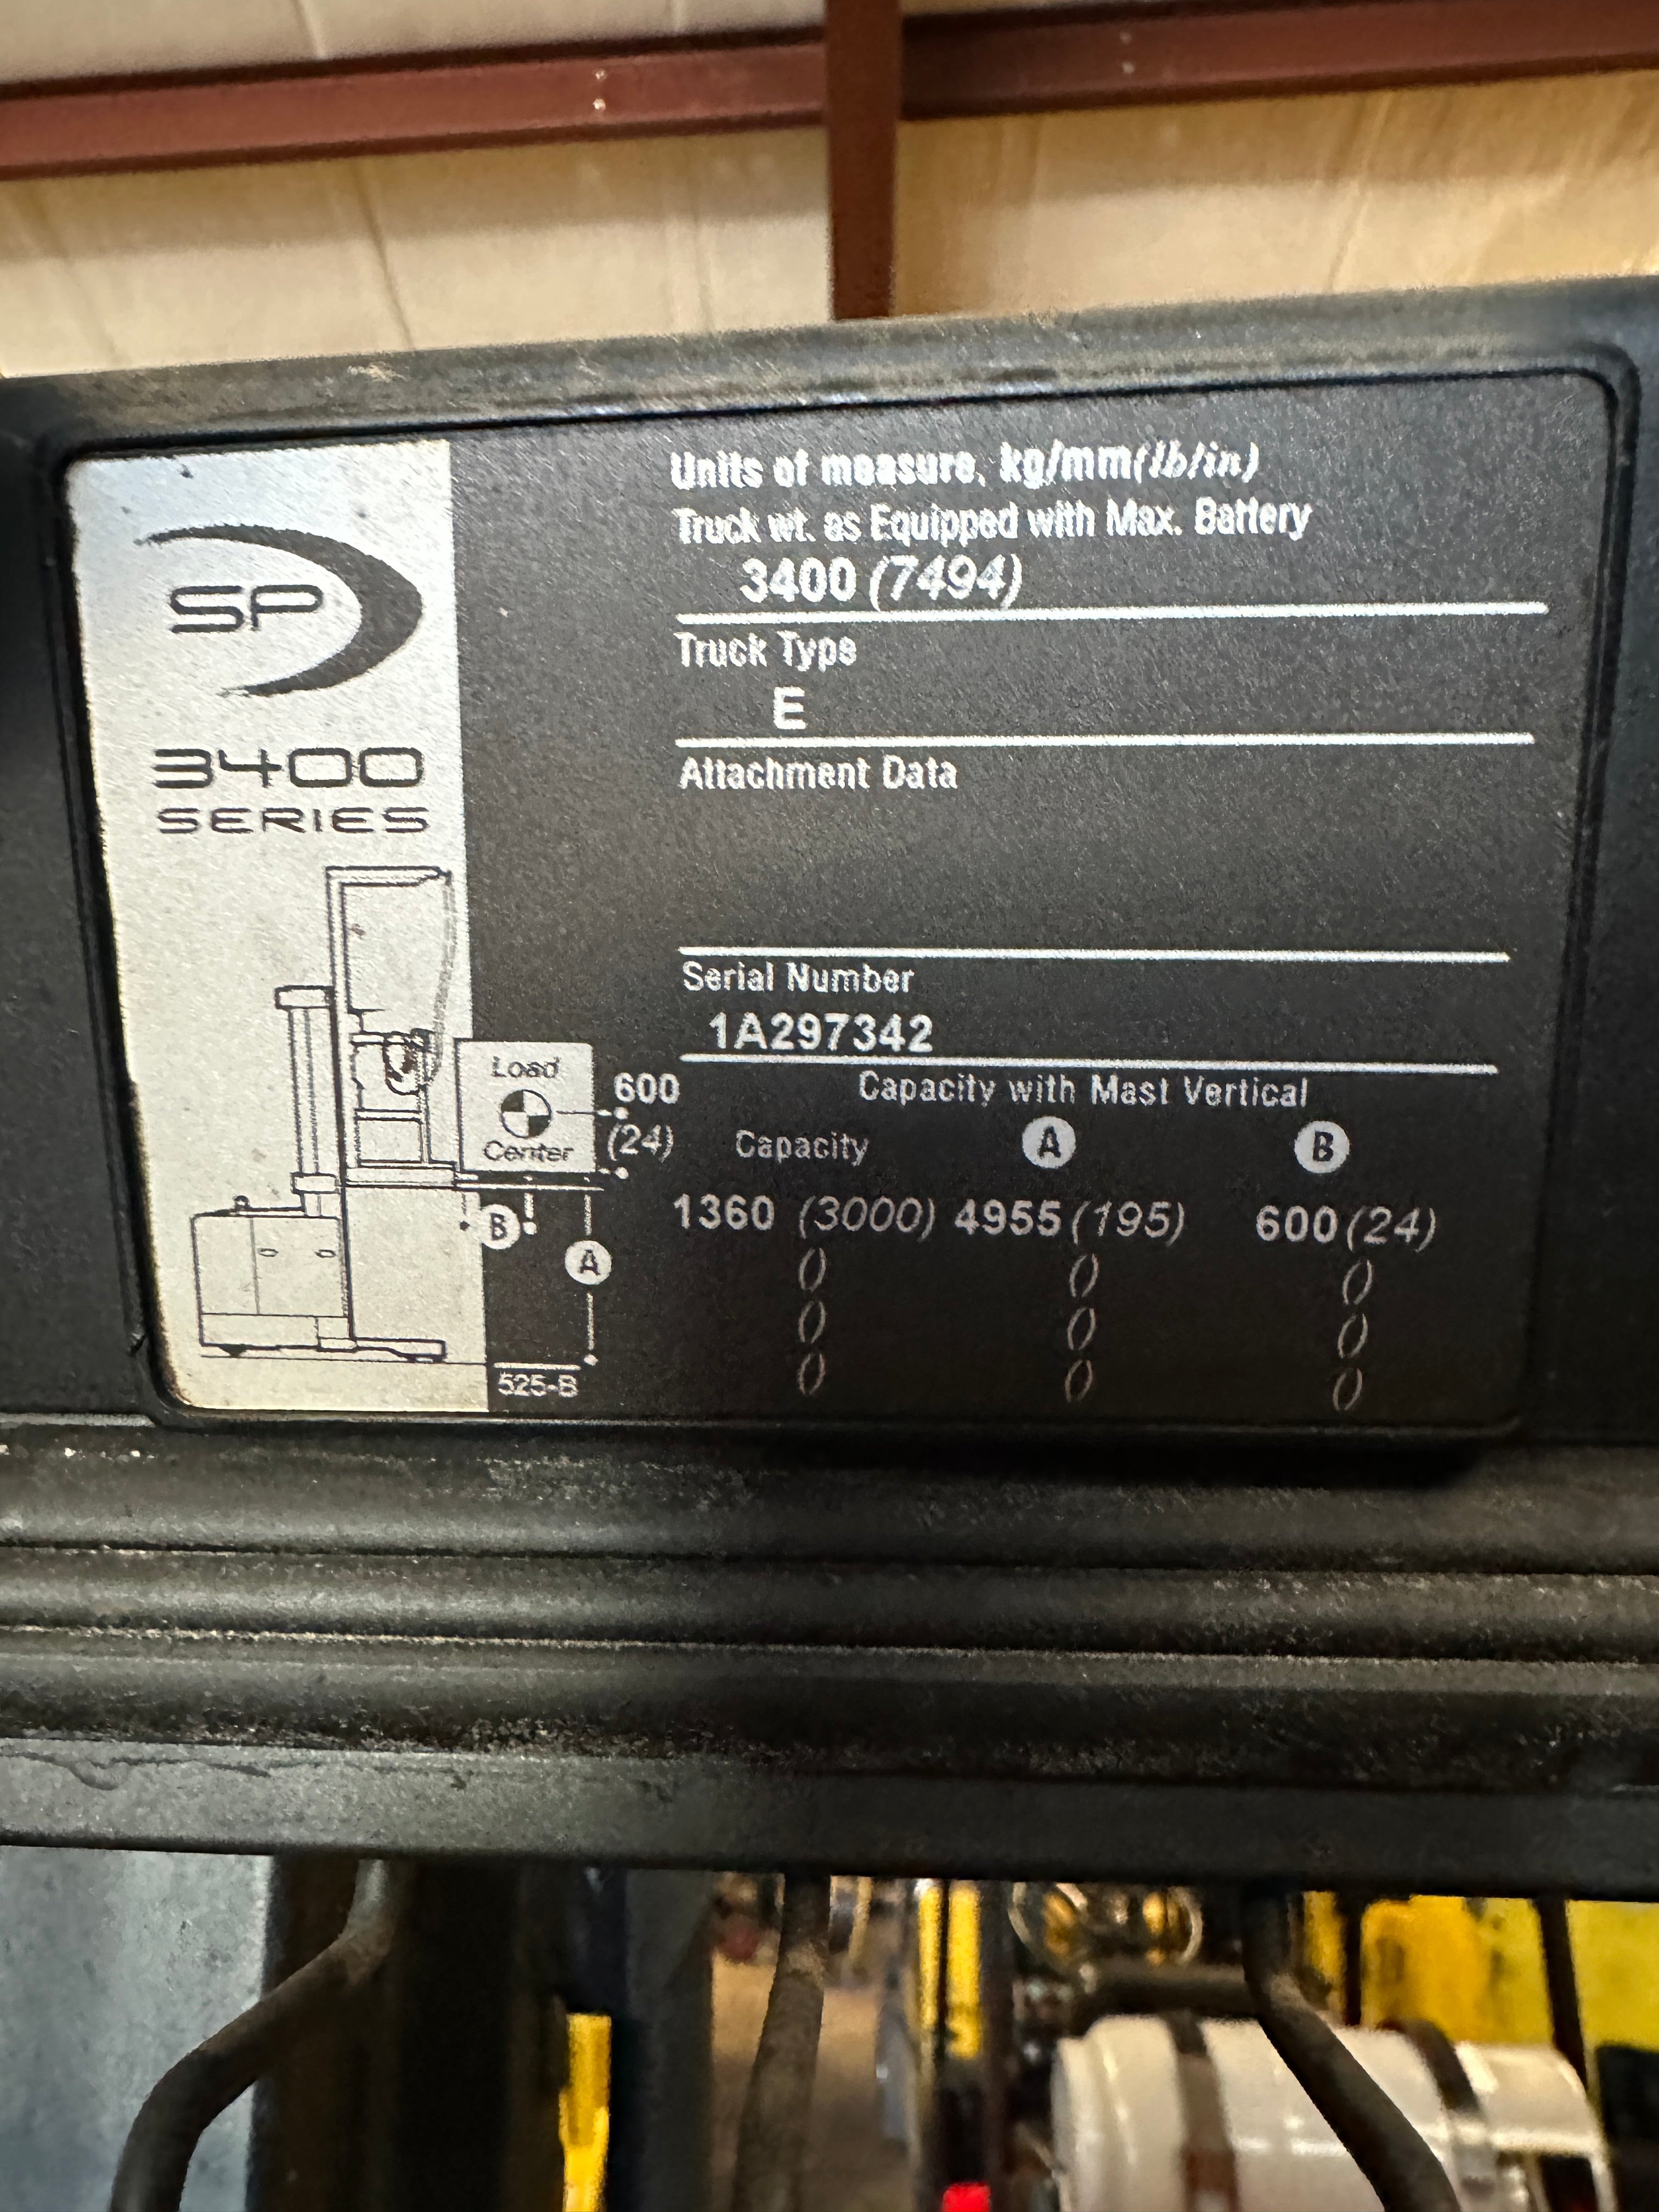 SP
3400
SERIES
Units of measure, kg/mm(lb/in)
Truck wt. as Equipped with Max. Battery
3400 (7494)
Truck Type
E
Attachment Data
Serial Number
1A297342
Capacity with Mast Vertical
Capacity A B
1360 (3000) 4955 (195) 600 (24)
() () ()
() () ()
() () ()
Load
Center
600
(24)
B
A
525-B